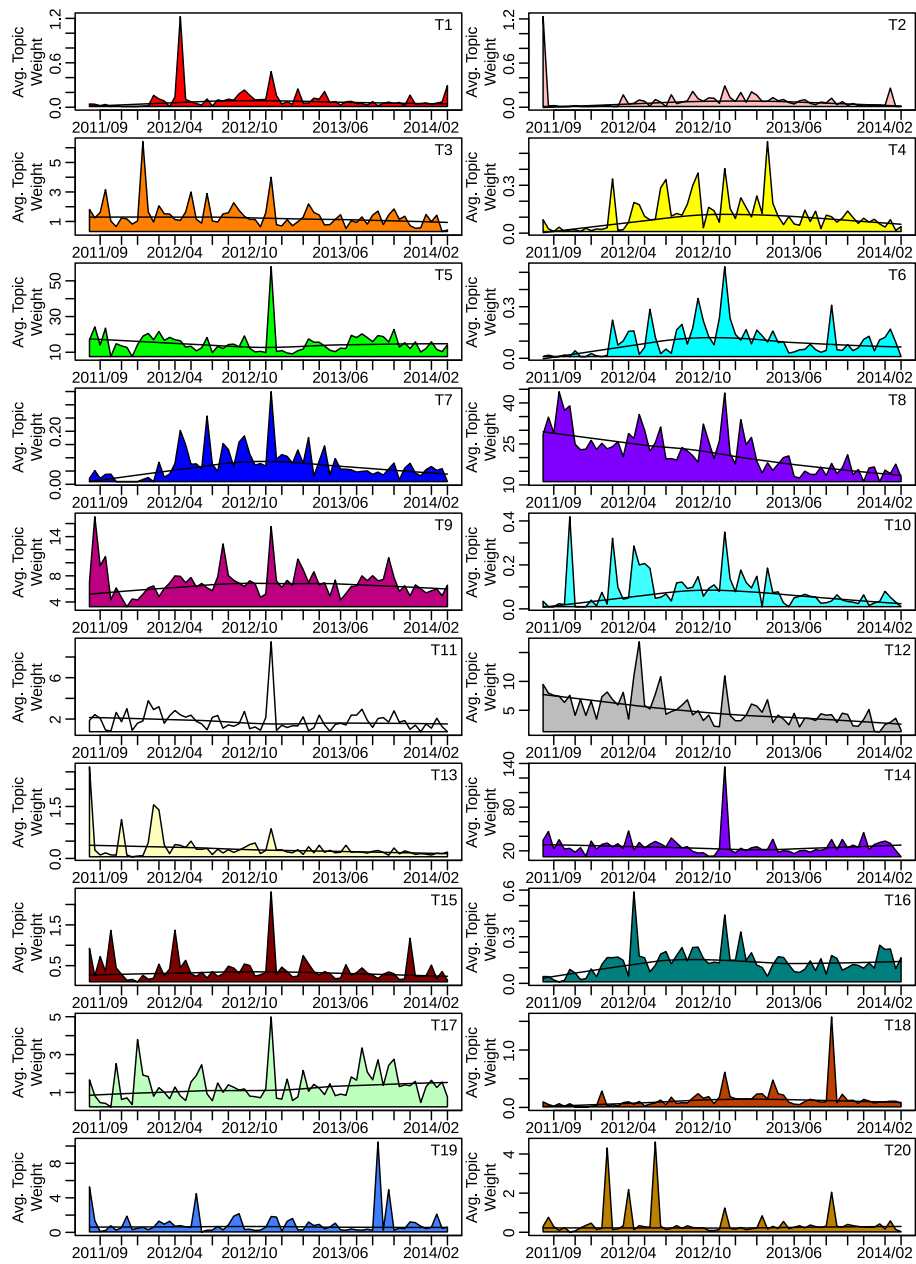 T1
Avg. Topic
Weight
0.0 0.6 1.2
2011/09 2012/04 2012/10 2013/06 2014/02
T2
Avg. Topic
Weight
0.0 0.6 1.2
2011/09 2012/04 2012/10 2013/06 2014/02
T3
Avg. Topic
Weight
1 3 5
2011/09 2012/04 2012/10 2013/06 2014/02
T4
Avg. Topic
Weight
0.0 0.3
2011/09 2012/04 2012/10 2013/06 2014/02
T5
Avg. Topic
Weight
10 30 50
2011/09 2012/04 2012/10 2013/06 2014/02
T6
Avg. Topic
Weight
0.0 0.3
2011/09 2012/04 2012/10 2013/06 2014/02
T7
Avg. Topic
Weight
0.00 0.20
2011/09 2012/04 2012/10 2013/06 2014/02
T8
Avg. Topic
Weight
10 25 40
2011/09 2012/04 2012/10 2013/06 2014/02
T9
Avg. Topic
Weight
4 8 14
2011/09 2012/04 2012/10 2013/06 2014/02
T10
Avg. Topic
Weight
0.0 0.2 0.4
2011/09 2012/04 2012/10 2013/06 2014/02
T11
Avg. Topic
Weight
2 6
2011/09 2012/04 2012/10 2013/06 2014/02
T12
Avg. Topic
Weight
5 10
2011/09 2012/04 2012/10 2013/06 2014/02
T13
Avg. Topic
Weight
0.0 1.5
2011/09 2012/04 2012/10 2013/06 2014/02
T14
Avg. Topic
Weight
20 80 140
2011/09 2012/04 2012/10 2013/06 2014/02
T15
Avg. Topic
Weight
0.5 1.5
2011/09 2012/04 2012/10 2013/06 2014/02
T16
Avg. Topic
Weight
0.0 0.3 0.6
2011/09 2012/04 2012/10 2013/06 2014/02
T17
Avg. Topic
Weight
1 3 5
2011/09 2012/04 2012/10 2013/06 2014/02
T18
Avg. Topic
Weight
0.0 1.0
2011/09 2012/04 2012/10 2013/06 2014/02
T19
Avg. Topic
Weight
0 4 8
2011/09 2012/04 2012/10 2013/06 2014/02
T20
Avg. Topic
Weight
0 2 4
2011/09 2012/04 2012/10 2013/06 2014/02